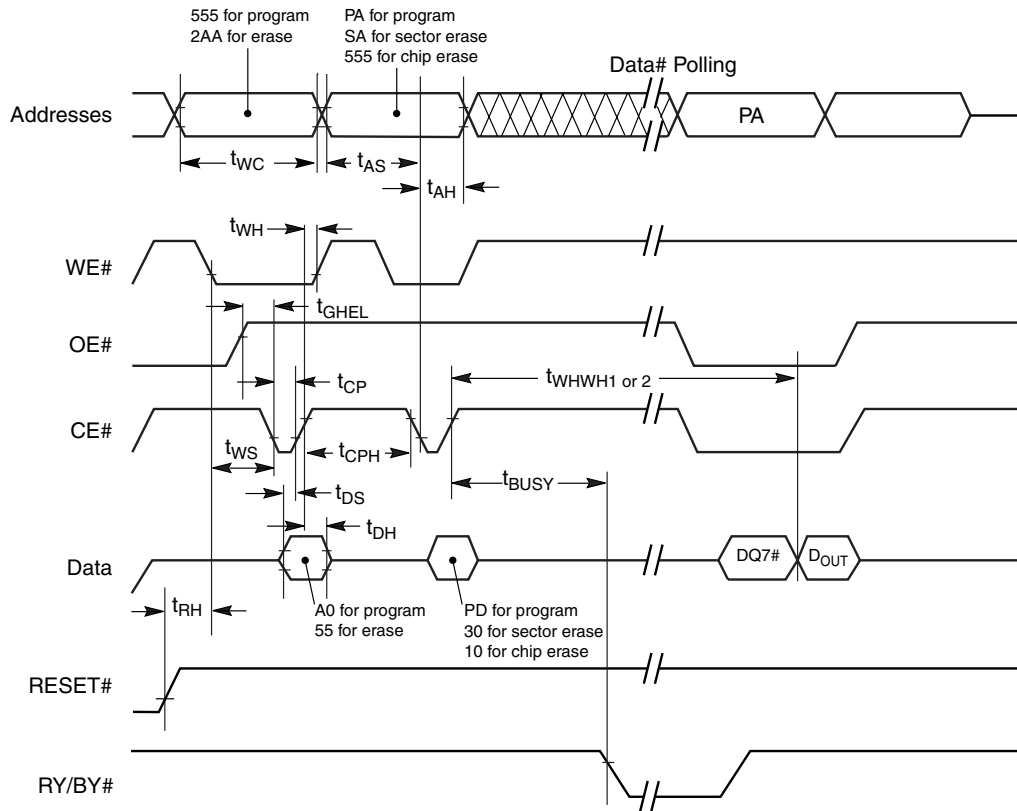 555 for program
2AA for erase
PA for program
SA for sector erase
555 for chip erase
Data# Polling
Addresses
PA
tWC
tAS
tAH
tWH
WE#
tGHEL
OE#
tCP
tWHWH1 or 2
CE#
tWS
tCPH
tBUSY
tDS
tDH
Data
DQ7#
DOUT
tRH
A0 for program
55 for erase
PD for program
30 for sector erase
10 for chip erase
RESET#
RY/BY#